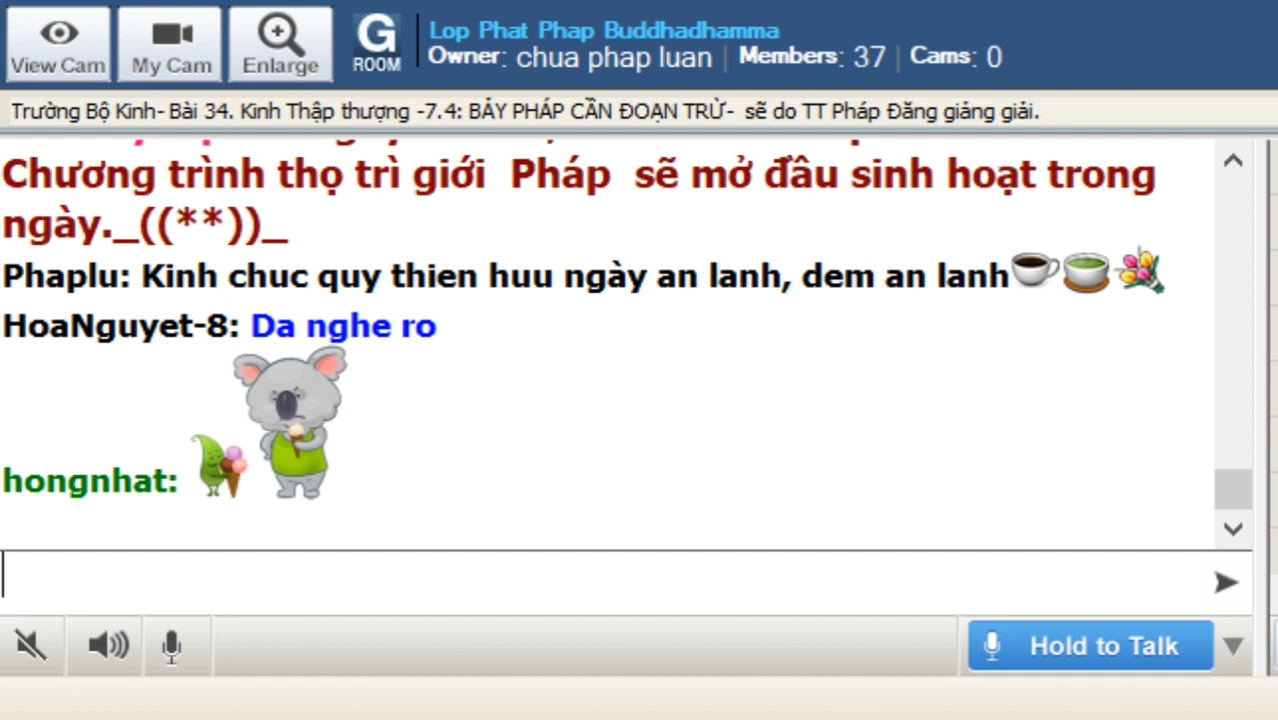 View Cam
My Cam
Enlarge
G
ROOM
Lop Phat Phap Buddhadhamma
Owner: chua phap luan | Members: 37 | Cams: 0
Trường Bộ Kinh- Bài 34. Kinh Thập thượng -7.4: BẢY PHÁP CẦN ĐOẠN TRỪ- sẽ do TT Pháp Đăng giảng giải.
Chương trình thọ trì giới Pháp sẽ mở đầu sinh hoạt trong
ngày._((**))_
Phaplu: Kinh chuc quy thien huu ngày an lanh, dem an lanh
HoaNguyet-8: Da nghe ro
hongnhat:
Hold to Talk